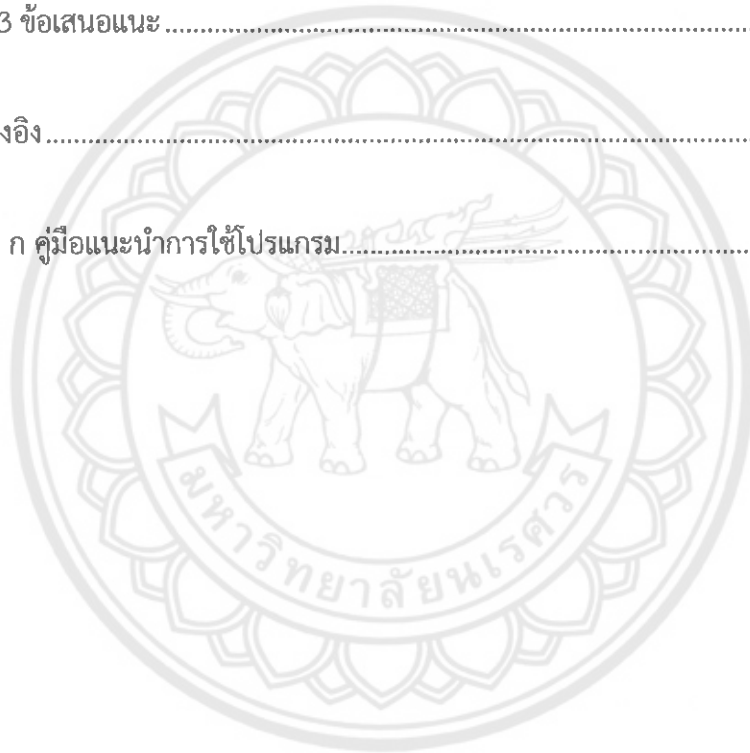 3 ข้อเสนอแนะ
งอิง
ก คู่มือแนะนำการใช้โปรแกรม
มหาวิทยาลัยนเรศวร